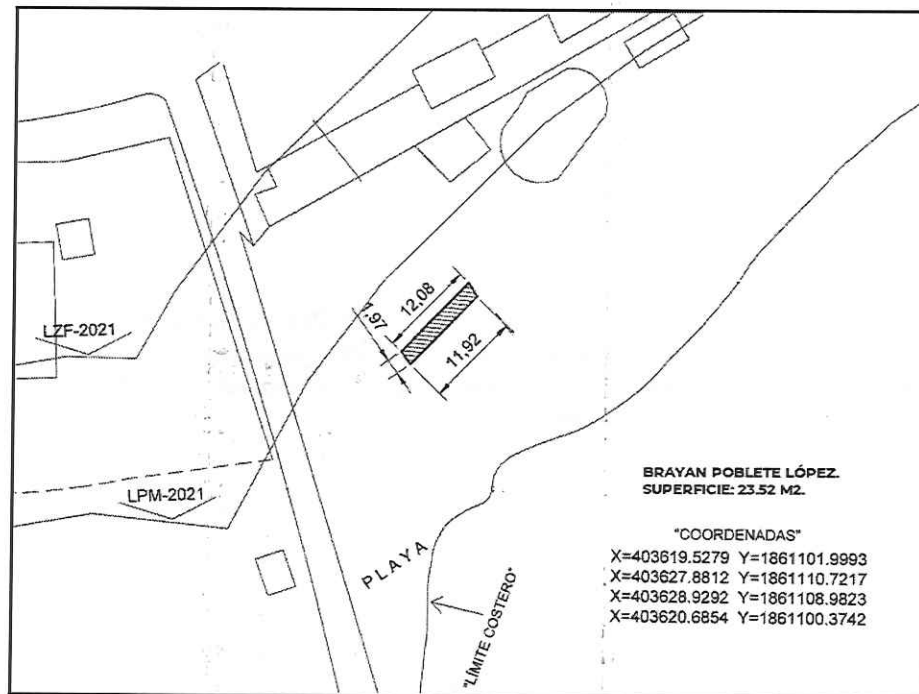 LZF-2021
LPM-2021
1,97
12,08
11,92
PLAYA
"LÍMITE COSTERO"
BRAYAN POBLETE LÓPEZ.
SUPERFICIE: 23.52 M2.
"COORDENADAS"
X=403619.5279 Y=1861101.9993
X=403627.8812 Y=1861110.7217
X=403628.9292 Y=1861108.9823
X=403620.6854 Y=1861100.3742